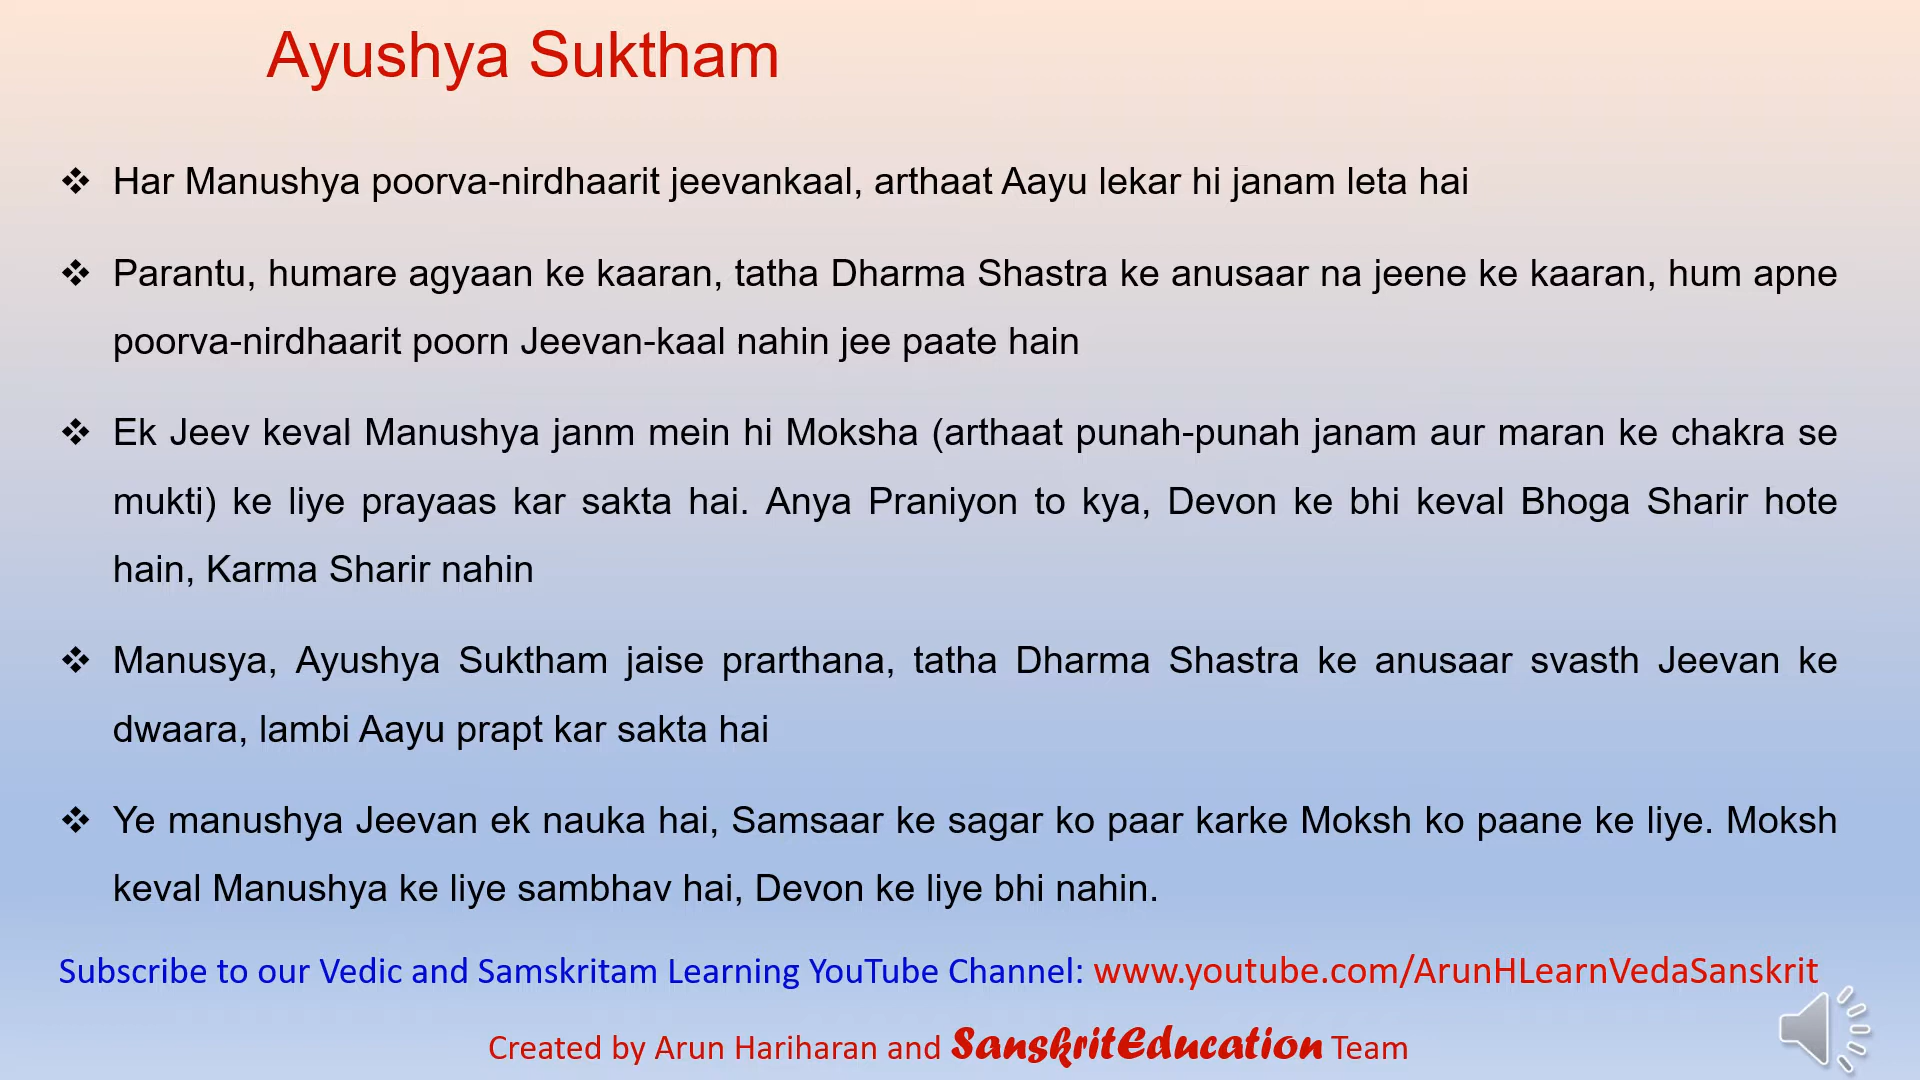 Ayushya Suktham
❖ Har Manushya poorva-nirdhaarit jeevankaal, arthaat Aayu lekar hi janam leta hai
❖ Parantu, humare agyaan ke kaaran, tatha Dharma Shastra ke anusaar na jeene ke kaaran, hum apne
poorva-nirdhaarit poorn Jeevan-kaal nahin jee paate hain
❖ Ek Jeev keval Manushya janm mein hi Moksha (arthaat punah-punah janam aur maran ke chakra se
mukti) ke liye prayaas kar sakta hai. Anya Praniyon to kya, Devon ke bhi keval Bhoga Sharir hote
hain, Karma Sharir nahin
❖ Manusya, Ayushya Suktham jaise prarthana, tatha Dharma Shastra ke anusaar svasth Jeevan ke
dwaara, lambi Aayu prapt kar sakta hai
❖ Ye manushya Jeevan ek nauka hai, Samsaar ke sagar ko paar karke Moksh ko paane ke liye. Moksh
keval Manushya ke liye sambhav hai, Devon ke liye bhi nahin.
Subscribe to our Vedic and Samskritam Learning YouTube Channel: www.youtube.com/ArunHLearnVedaSanskrit
Created by Arun Hariharan and SanskritEducation Team